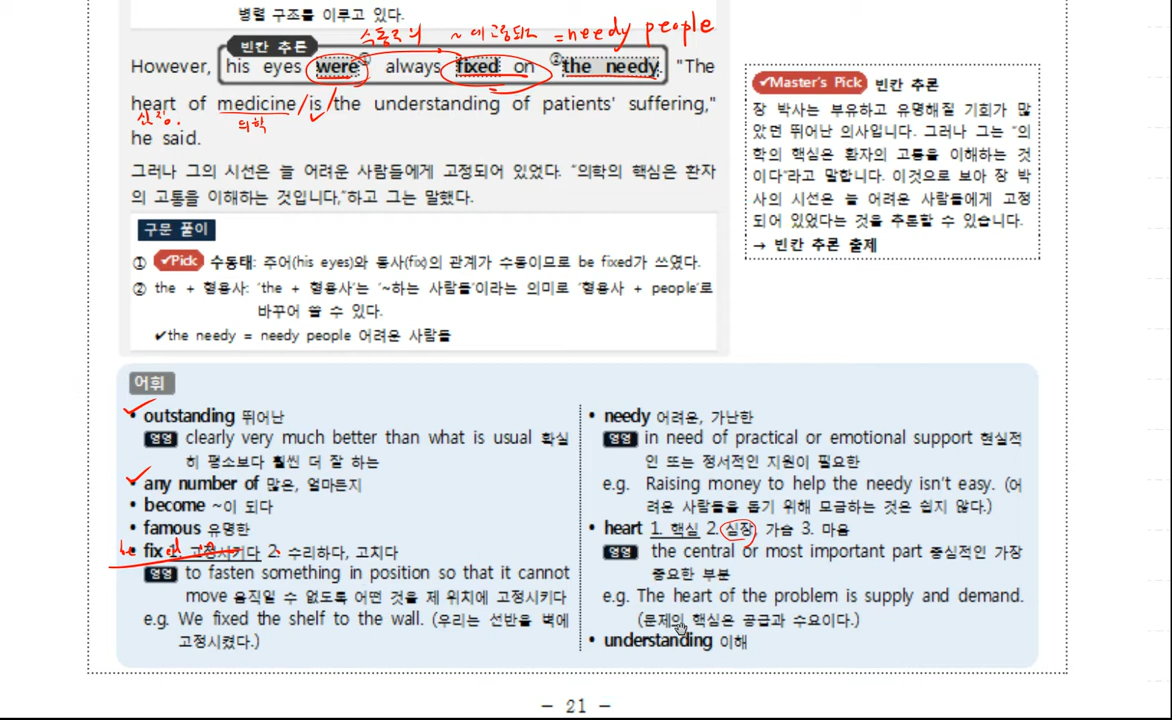 병렬 구조를 이루고 있다.
수동주의 ~에 고정되다 = needy people
빈칸 추론
However, his eyes were① always fixed on ②the needy. "The
heart of medicine / is the understanding of patients' suffering,"
심장. 의학
he said.
그러나 그의 시선은 늘 어려운 사람들에게 고정되어 있었다. "의학의 핵심은 환자
의 고통을 이해하는 것입니다,"하고 그는 말했다.
구문 풀이
① ✓Pick 수동태: 주어(his eyes)와 동사(fix)의 관계가 수동이므로 be fixed가 쓰였다.
② the + 형용사: 'the + 형용사'는 '~하는 사람들'이라는 의미로 '형용사 + people'로
바꾸어 쓸 수 있다.
✔the needy = needy people 어려운 사람들
✓Master's Pick 빈칸 추론
장 박사는 부유하고 유명해질 기회가 많
았던 뛰어난 의사입니다. 그러나 그는 "의
학의 핵심은 환자의 고통을 이해하는 것
이다"라고 말합니다. 이것으로 보아 장 박
사의 시선은 늘 어려운 사람들에게 고정
되어 있었다는 것을 추론할 수 있습니다.
→ 빈칸 추론 출제
어휘
• outstanding 뛰어난
영영 clearly very much better than what is usual 확실
히 평소보다 훨씬 더 잘 하는
• any number of 많은, 얼마든지
• become ~이 되다
• famous 유명한
be ed on
• fix 1. 고정시키다 2. 수리하다, 고치다
영영 to fasten something in position so that it cannot
move 움직일 수 없도록 어떤 것을 제 위치에 고정시키다
e.g. We fixed the shelf to the wall. (우리는 선반을 벽에
고정시켰다.)
• needy 어려운, 가난한
영영 in need of practical or emotional support 현실적
인 또는 정서적인 지원이 필요한
e.g. Raising money to help the needy isn't easy. (어
려운 사람들을 돕기 위해 모금하는 것은 쉽지 않다.)
• heart 1. 핵심 2. 심장, 가슴 3. 마음
영영 the central or most important part 중심적인 가장
중요한 부분
e.g. The heart of the problem is supply and demand.
(문제의 핵심은 공급과 수요이다.)
• understanding 이해
- 21 -